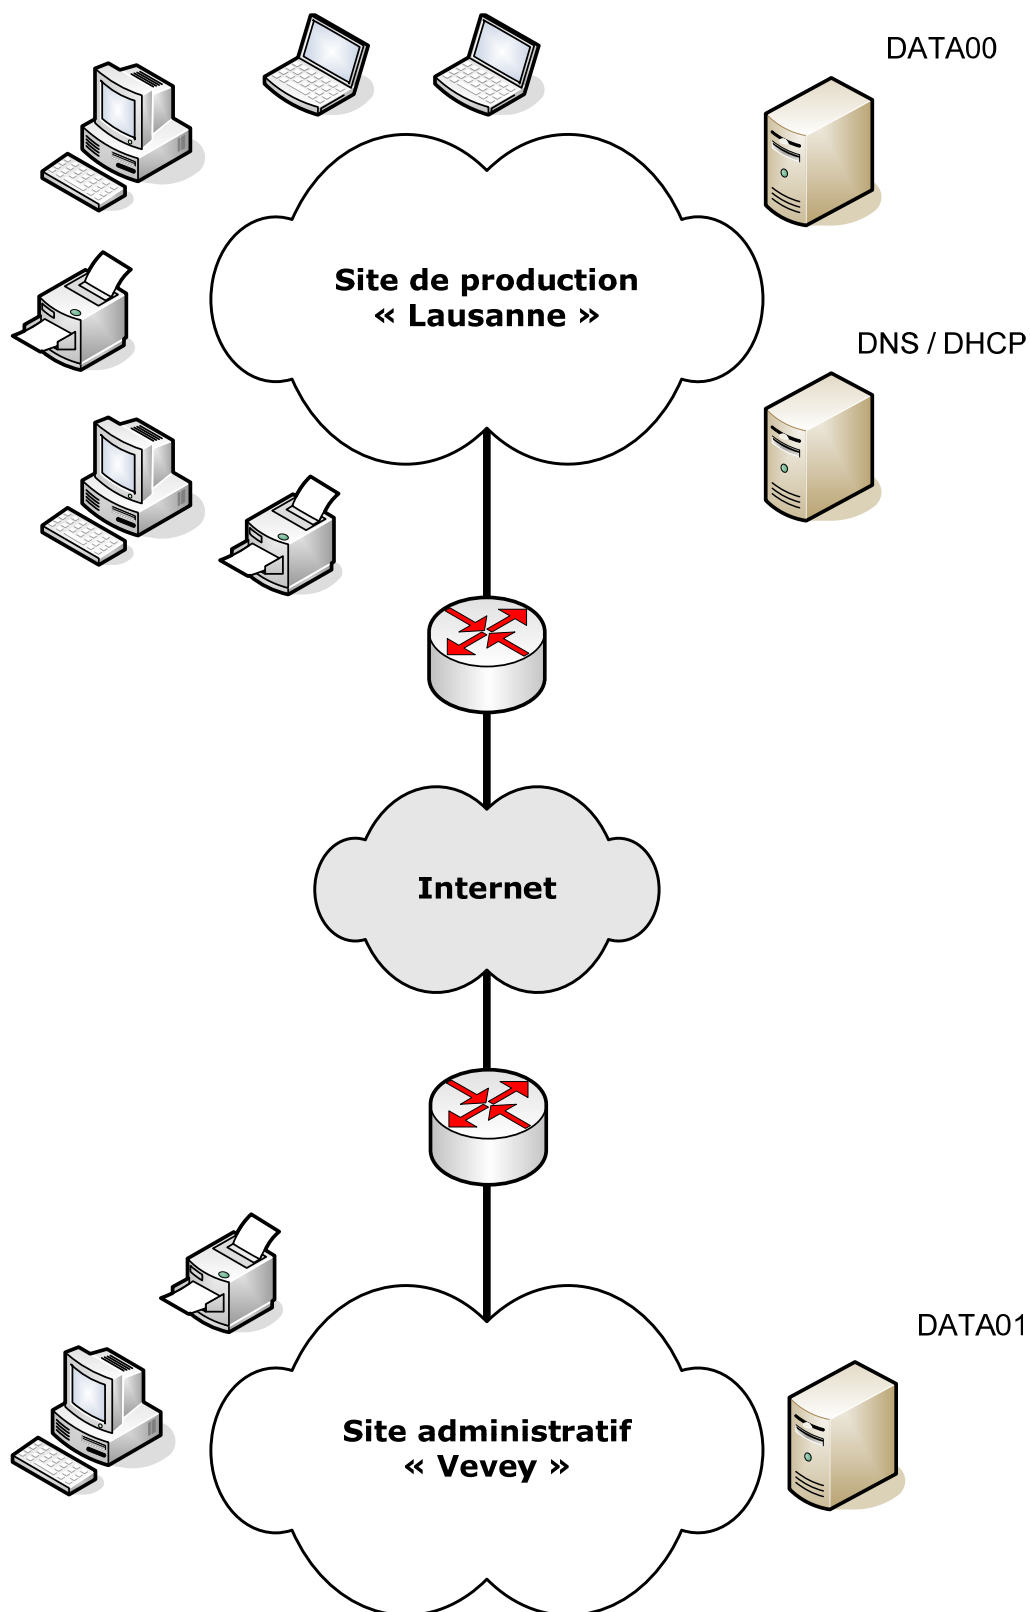 DATA00
Site de production
« Lausanne »
DNS / DHCP
Internet
DATA01
Site administratif
« Vevey »